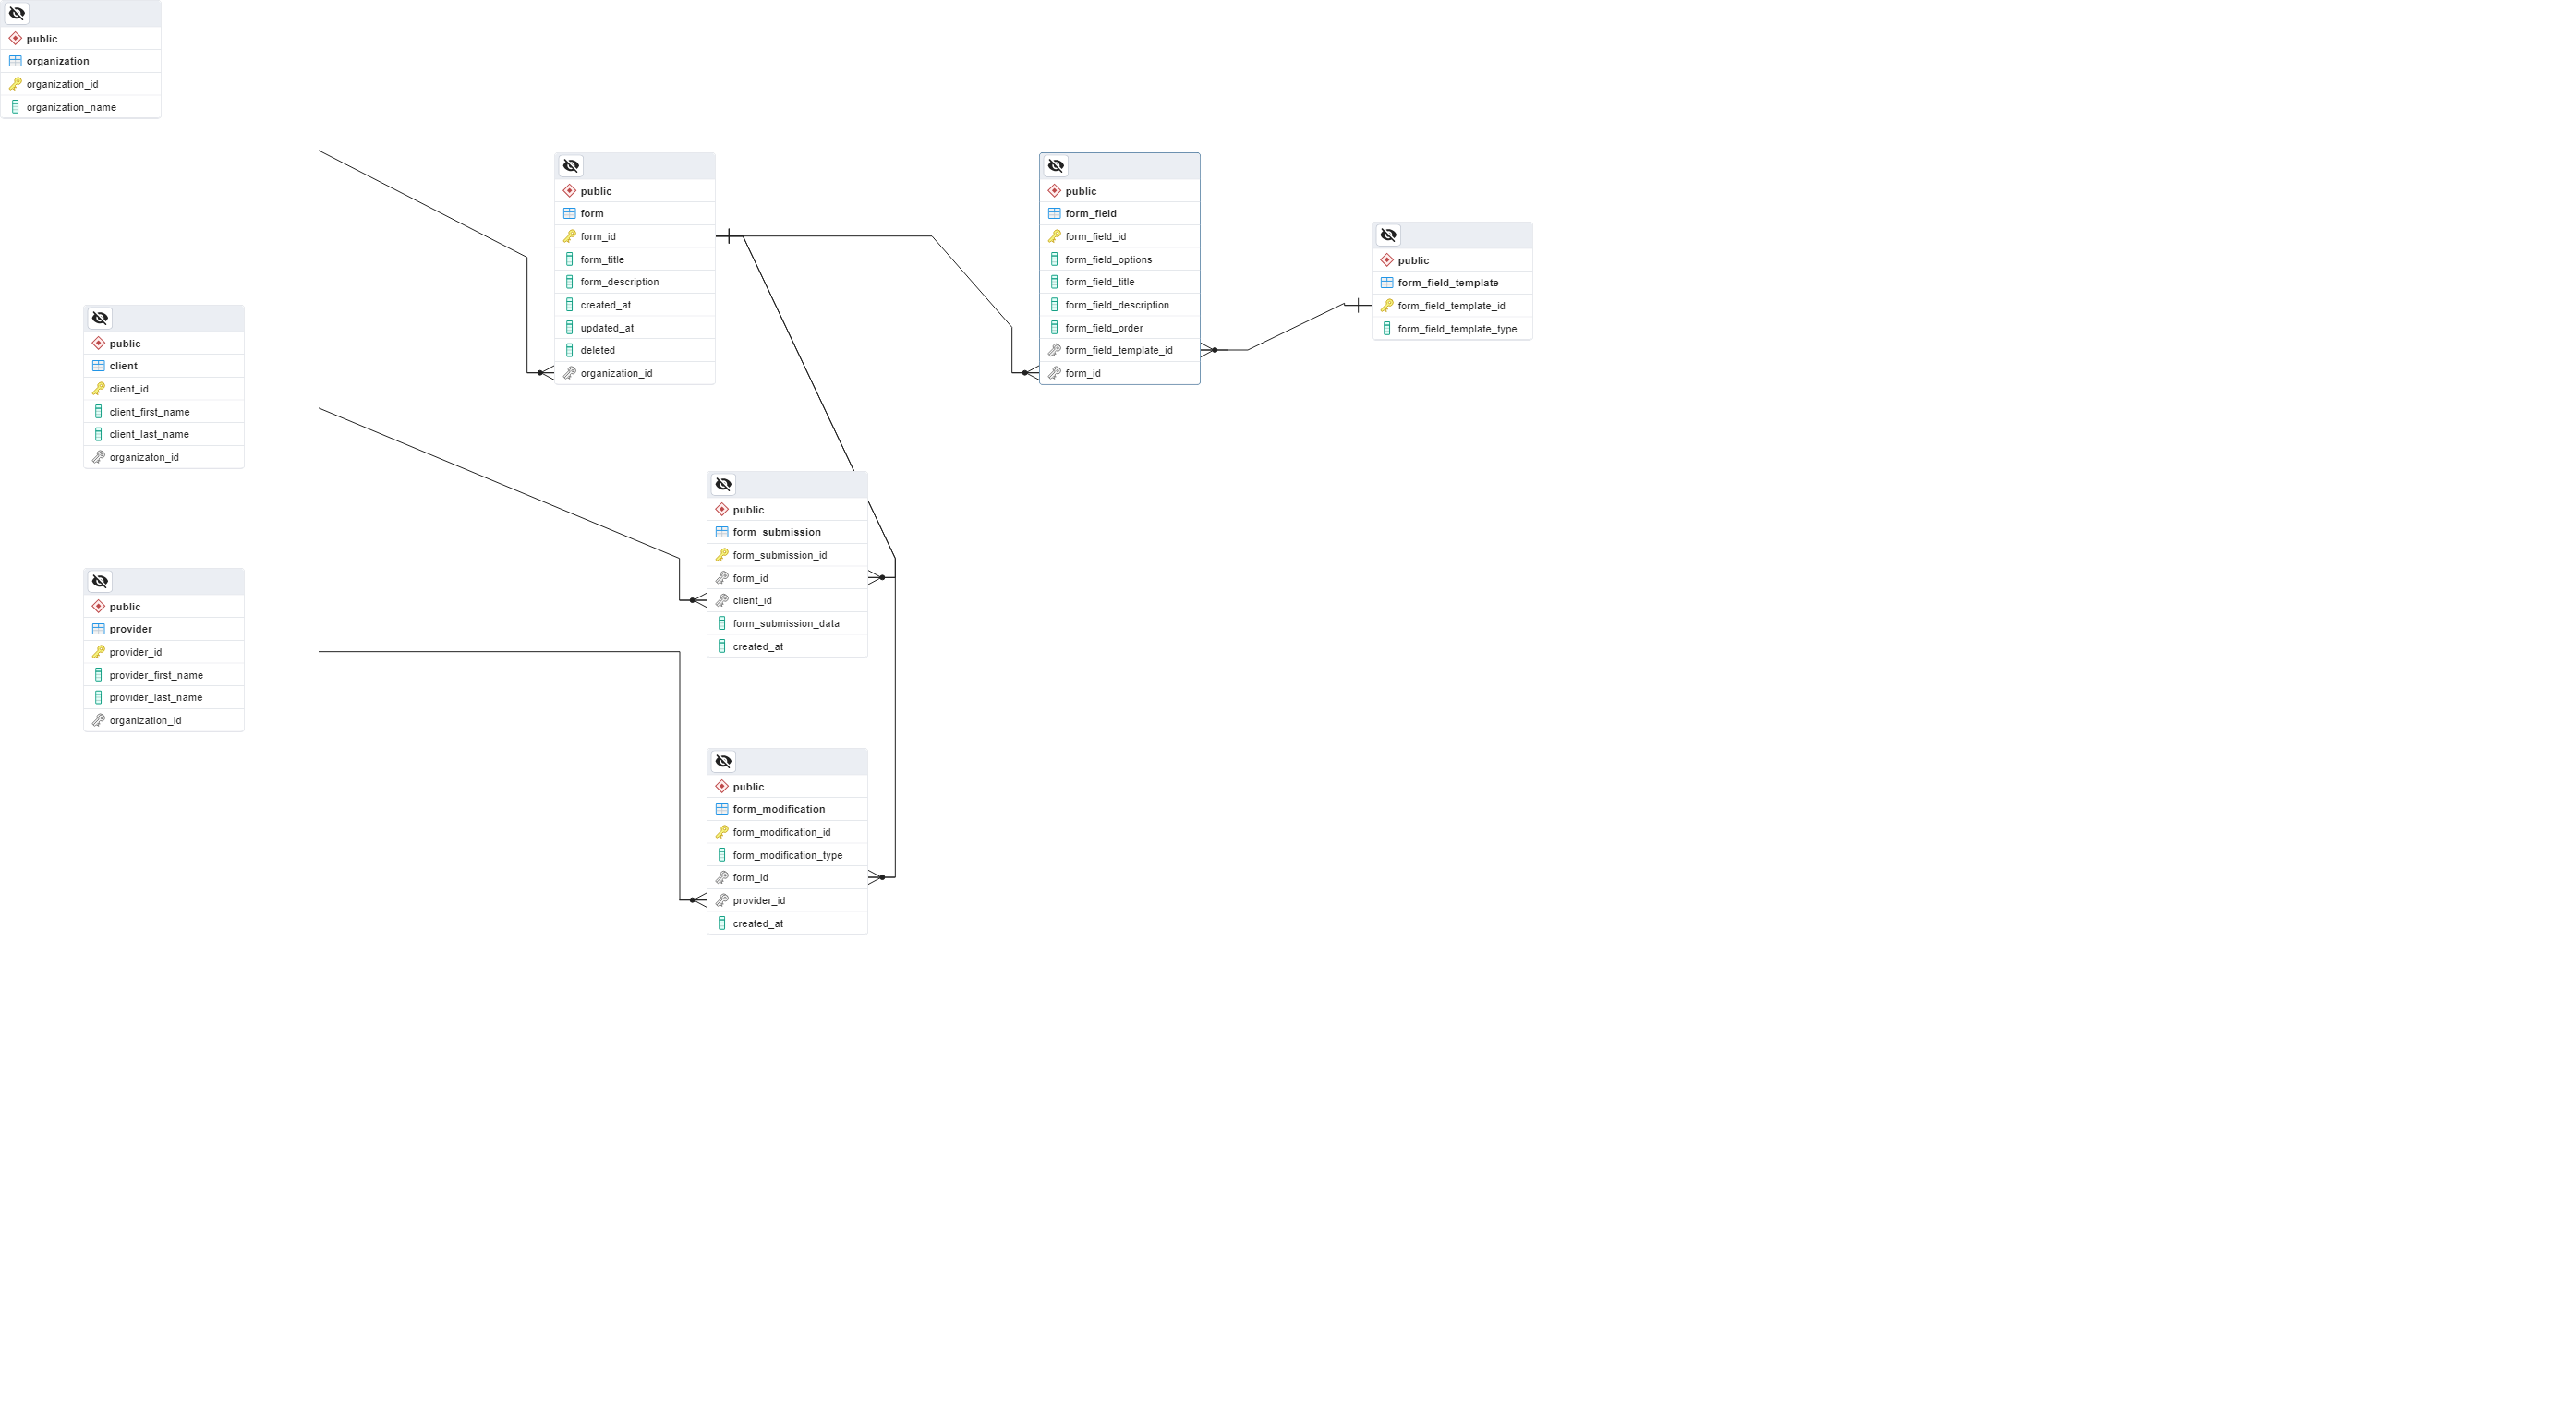 public
organization
organization_id
organization_name
public
form
form_id
form_title
form_description
created_at
updated_at
deleted
organization_id
public
form_field
form_field_id
form_field_options
form_field_title
form_field_description
form_field_order
form_field_template_id
form_id
public
form_field_template
form_field_template_id
form_field_template_type
public
client
client_id
client_first_name
client_last_name
organizaton_id
public
form_submission
form_submission_id
form_id
client_id
form_submission_data
created_at
public
provider
provider_id
provider_first_name
provider_last_name
organization_id
public
form_modification
form_modification_id
form_modification_type
form_id
provider_id
created_at